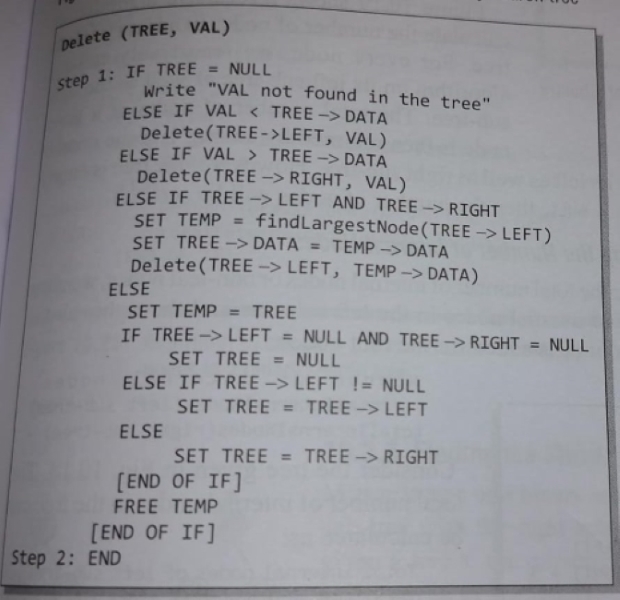 Delete (TREE, VAL)
Step 1: IF TREE = NULL
Write "VAL not found in the tree"
ELSE IF VAL < TREE->DATA
Delete(TREE->LEFT, VAL)
ELSE IF VAL > TREE->DATA
Delete(TREE->RIGHT, VAL)
ELSE IF TREE->LEFT AND TREE->RIGHT
SET TEMP = findLargestNode(TREE->LEFT)
SET TREE->DATA = TEMP->DATA
Delete(TREE->LEFT, TEMP->DATA)
ELSE
SET TEMP = TREE
IF TREE->LEFT = NULL AND TREE->RIGHT = NULL
SET TREE = NULL
ELSE IF TREE->LEFT != NULL
SET TREE = TREE->LEFT
ELSE
SET TREE = TREE->RIGHT
[END OF IF]
FREE TEMP
[END OF IF]
Step 2: END